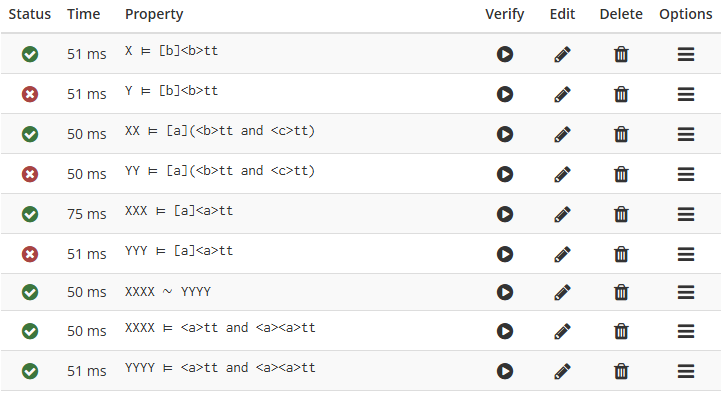 Status Time Property Verify Edit Delete Options
51 ms X ⊨ [b]<b>tt
51 ms Y ⊨ [b]<b>tt
50 ms XX ⊨ [a](<b>tt and <c>tt)
50 ms YY ⊨ [a](<b>tt and <c>tt)
75 ms XXX ⊨ [a]<a>tt
51 ms YYY ⊨ [a]<a>tt
50 ms XXXX ~ YYYY
50 ms XXXX ⊨ <a>tt and <a><a>tt
51 ms YYYY ⊨ <a>tt and <a><a>tt